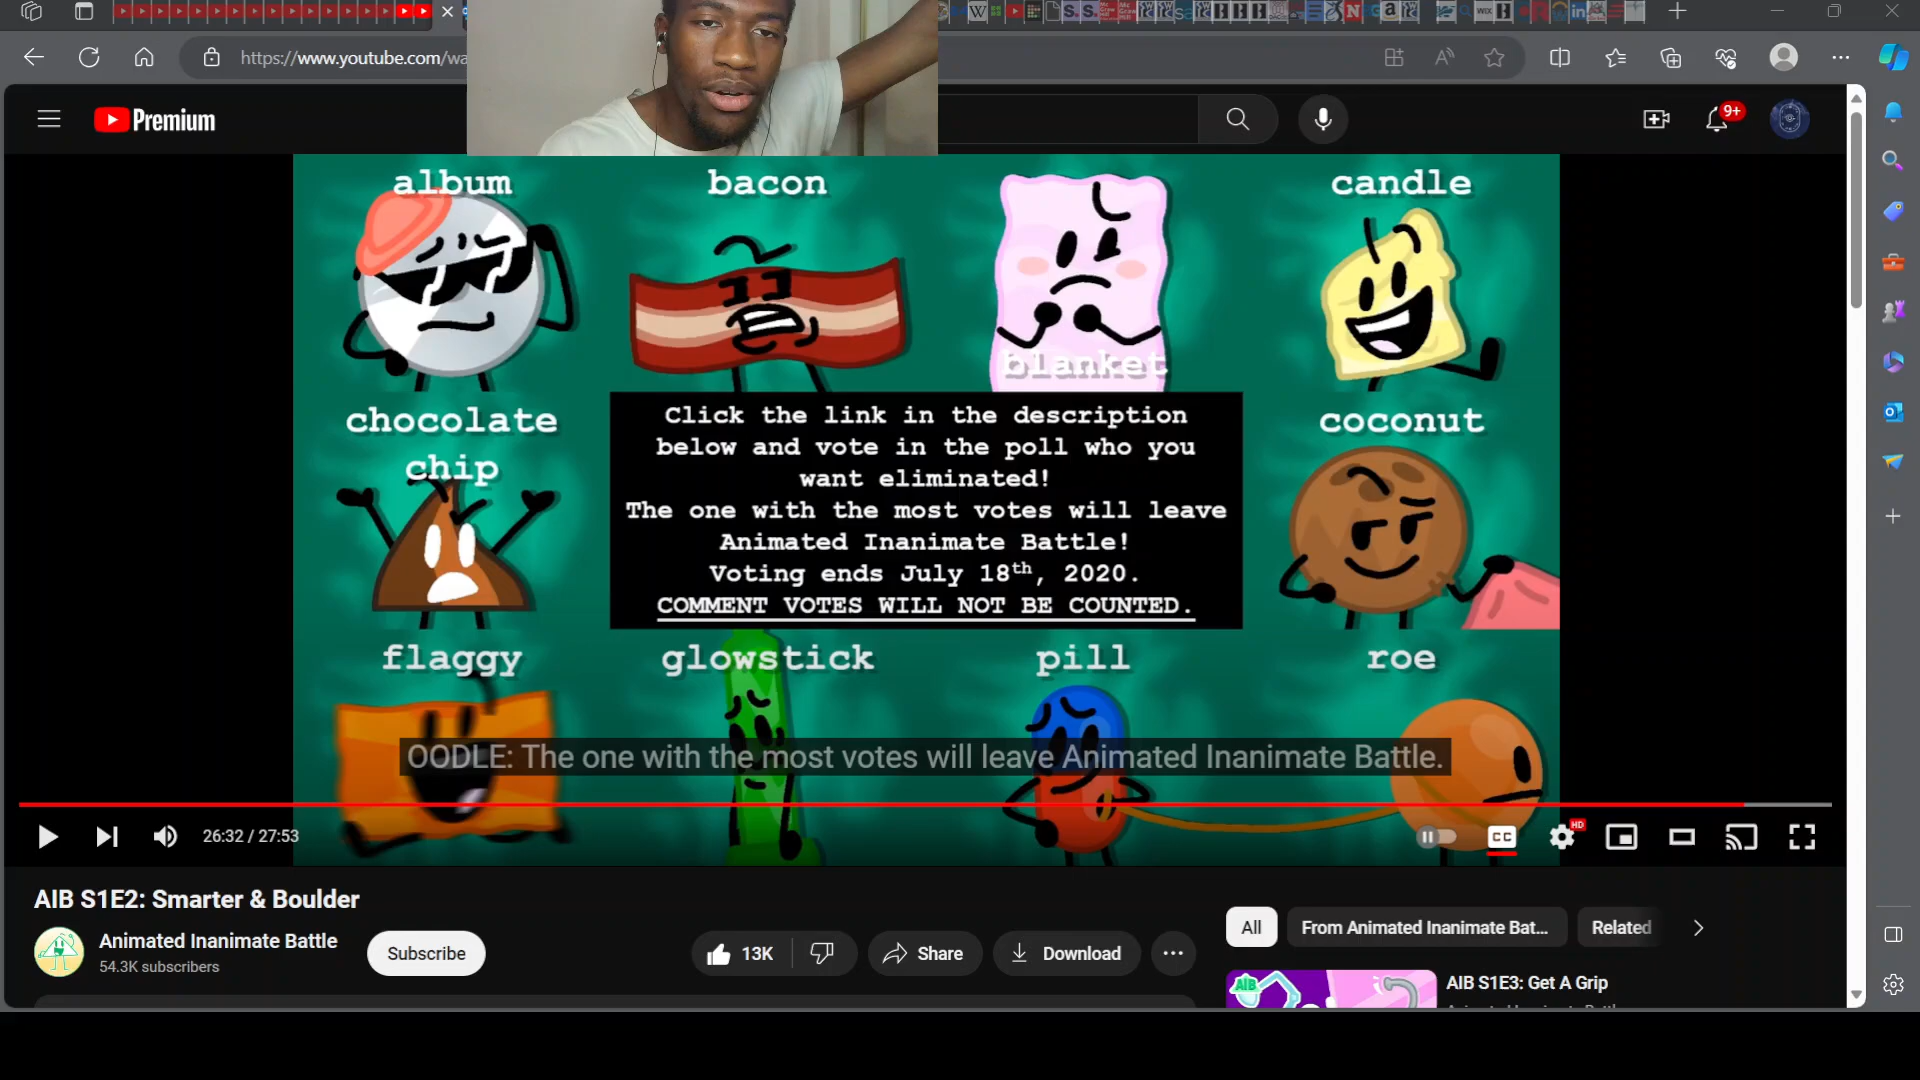 https://www.youtube.com/wa
Premium
9+
album
bacon
candle
blanket
chocolate
chip
Click the link in the description
below and vote in the poll who you
want eliminated!
The one with the most votes will leave
Animated Inanimate Battle!
Voting ends July 18th, 2020.
COMMENT VOTES WILL NOT BE COUNTED.
coconut
flaggy
glowstick
pill
roe
OODLE: The one with the most votes will leave Animated Inanimate Battle.
26:32 / 27:53
CC
HD
AIB S1E2: Smarter & Boulder
Animated Inanimate Battle
54.3K subscribers
Subscribe
13K
Share
Download
All
From Animated Inanimate Bat...
Related
AIB
AIB S1E3: Get A Grip